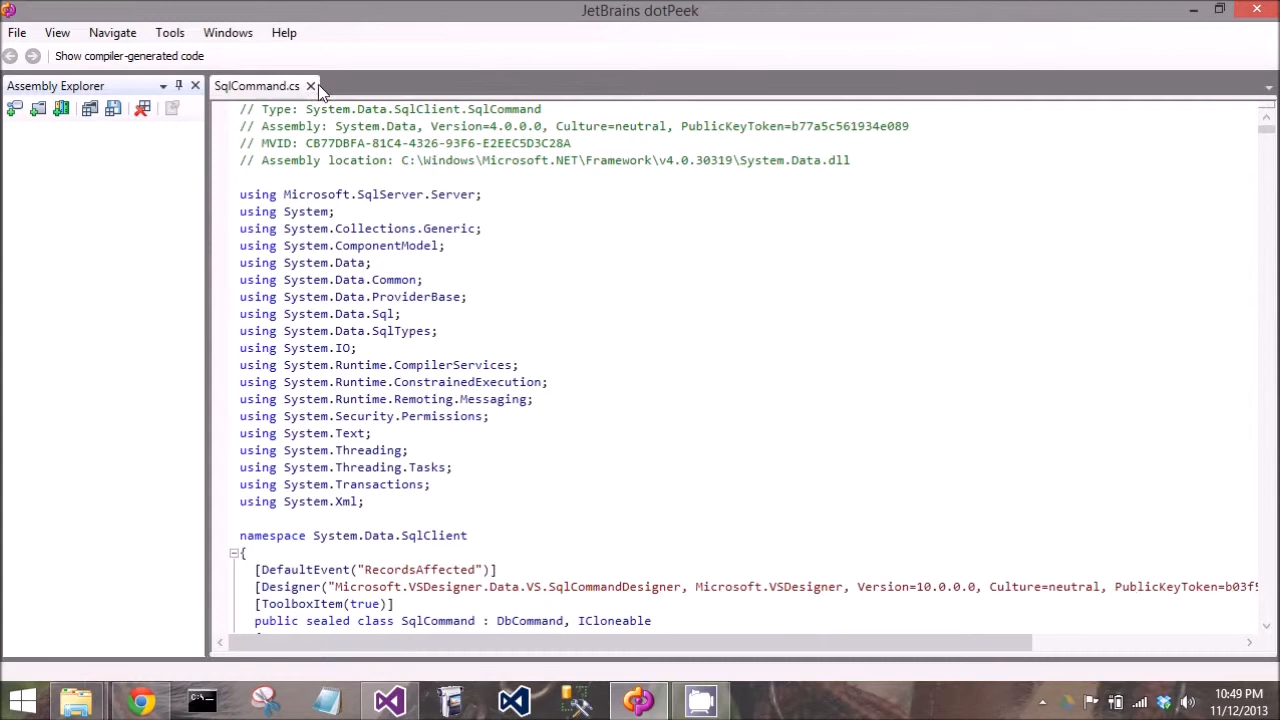 JetBrains dotPeek
File View Navigate Tools Windows Help
Show compiler-generated code
Assembly Explorer
SqlCommand.cs
// Type: System.Data.SqlClient.SqlCommand
// Assembly: System.Data, Version=4.0.0.0, Culture=neutral, PublicKeyToken=b77a5c561934e089
// MVID: CB77DBFA-81C4-4326-93F6-E2EEC5D3C28A
// Assembly location: C:\Windows\Microsoft.NET\Framework\v4.0.30319\System.Data.dll
using Microsoft.SqlServer.Server;
using System;
using System.Collections.Generic;
using System.ComponentModel;
using System.Data;
using System.Data.Common;
using System.Data.ProviderBase;
using System.Data.Sql;
using System.Data.SqlTypes;
using System.IO;
using System.Runtime.CompilerServices;
using System.Runtime.ConstrainedExecution;
using System.Runtime.Remoting.Messaging;
using System.Security.Permissions;
using System.Text;
using System.Threading;
using System.Threading.Tasks;
using System.Transactions;
using System.Xml;
namespace System.Data.SqlClient
{
[DefaultEvent("RecordsAffected")]
[Designer("Microsoft.VSDesigner.Data.VS.SqlCommandDesigner, Microsoft.VSDesigner, Version=10.0.0.0, Culture=neutral, PublicKeyToken=b03f5
[ToolboxItem(true)]
public sealed class SqlCommand : DbCommand, ICloneable
10:49 PM
11/12/2013